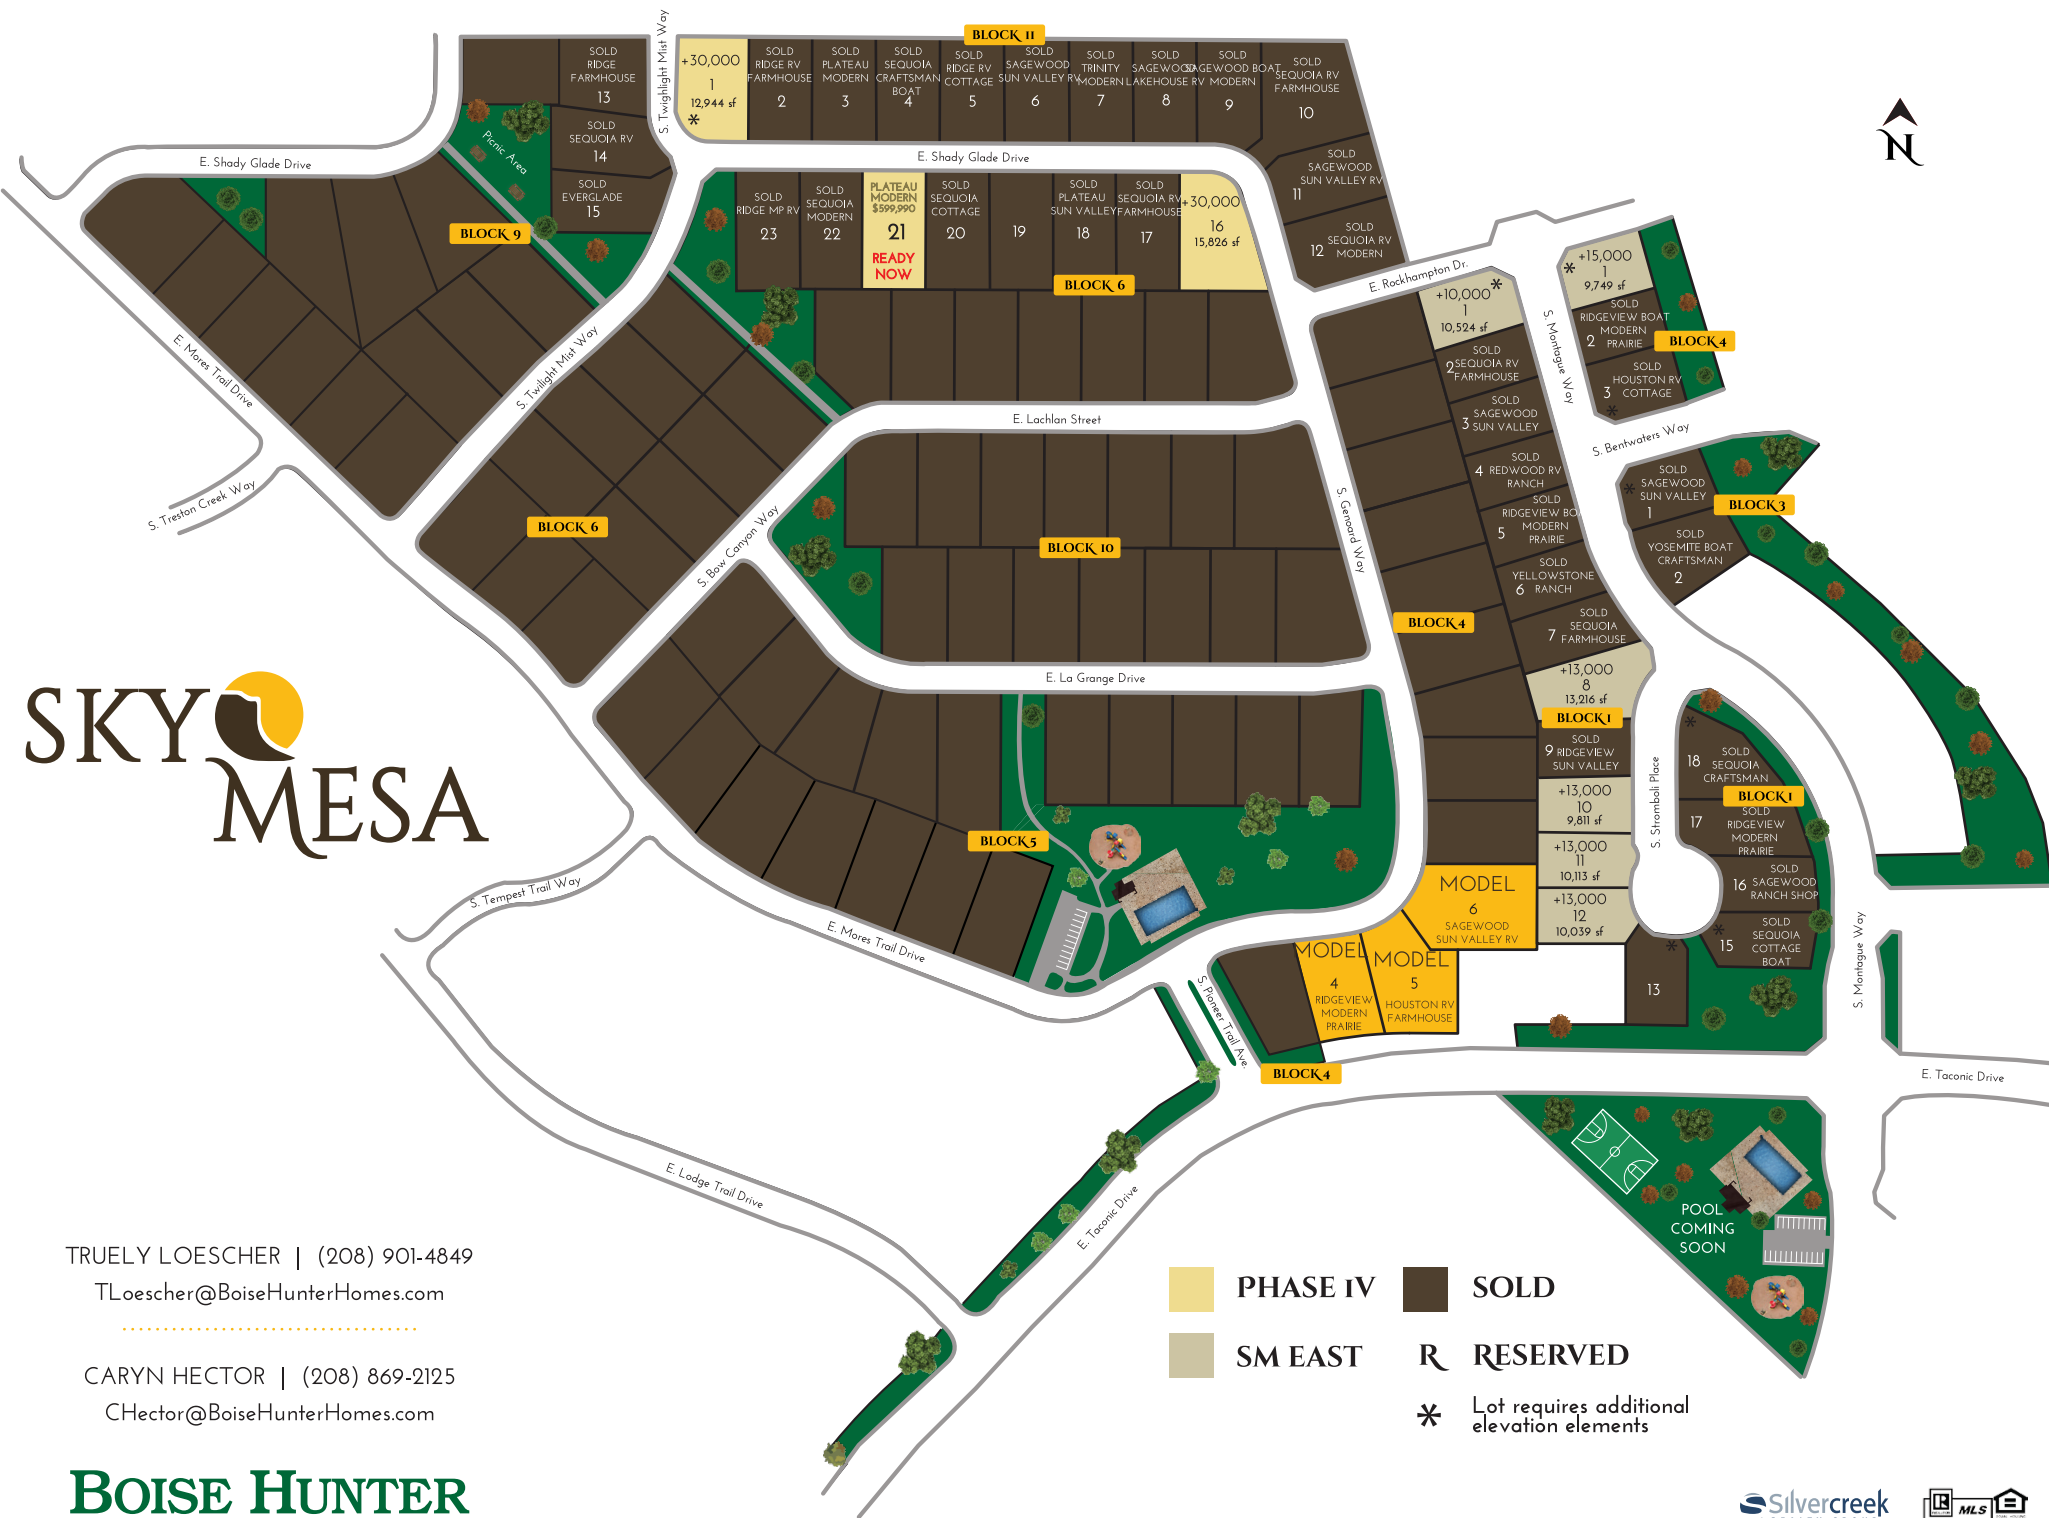 BLOCK 11
SOLD
RIDGE
FARMHOUSE
13
S. Twighlight Mist Way
+30,000
1
12,944 sf
*
SOLD
RIDGE RV
FARMHOUSE
2
SOLD
PLATEAU
MODERN
3
SOLD
SEQUOIA
CRAFTSMAN
BOAT
4
SOLD
RIDGE RV
COTTAGE
5
SOLD
SAGEWOOD
SUN VALLEY RV
6
SOLD
TRINITY
MODERN
7
SOLD
SAGEWOOD
LAKEHOUSE RV
8
SOLD
SAGEWOOD BOAT
MODERN
9
SOLD
SEQUOIA RV
FARMHOUSE
10
SOLD
SEQUOIA RV
14
Picnic Area
E. Shady Glade Drive
E. Shady Glade Drive
SOLD
SAGEWOOD
SUN VALLEY RV
11
SOLD
EVERGLADE
15
BLOCK 9
SOLD
RIDGE MP RV
23
SOLD
SEQUOIA
MODERN
22
PLATEAU
MODERN
$599,990
21
READY
NOW
SOLD
SEQUOIA
COTTAGE
20
19
SOLD
PLATEAU
SUN VALLEY
18
SOLD
SEQUOIA RV
FARMHOUSE
17
+30,000
16
15,826 sf
SOLD
12 SEQUOIA RV
MODERN
BLOCK 6
N
E. Rockhampton Dr.
+10,000 *
1
10,524 sf
* +15,000
1
9,749 sf
SOLD
RIDGEVIEW BOAT
MODERN
2 PRAIRIE
BLOCK 4
SOLD
HOUSTON RV
3 COTTAGE
*
S. Montague Way
E. Mores Trail Drive
S. Twilight Mist Way
SOLD
2 SEQUOIA RV
FARMHOUSE
SOLD
SAGEWOOD
3 SUN VALLEY
E. Lachlan Street
S. Bentwaters Way
SOLD
4 REDWOOD RV
RANCH
SOLD
RIDGEVIEW BO
MODERN
5 PRAIRIE
SOLD
SAGEWOOD
* SUN VALLEY
1
BLOCK 3
SOLD
YOSEMITE BOAT
CRAFTSMAN
2
S. Treston Creek Way
BLOCK 6
S. Bow Canyon Way
BLOCK 10
S. Genoard Way
SOLD
YELLOWSTONE
6 RANCH
BLOCK 4
SOLD
SEQUOIA
7 FARMHOUSE
E. La Grange Drive
+13,000
8
13,216 sf
BLOCK 1
SOLD
9 RIDGEVIEW
SUN VALLEY
S. Stromboli Place
*
SOLD
18 SEQUOIA
CRAFTSMAN
BLOCK 1
SOLD
17 RIDGEVIEW
MODERN
PRAIRIE
+13,000
10
9,811 sf
+13,000
11
10,113 sf
+13,000
12
10,039 sf
SOLD
16 SAGEWOOD
RANCH SHOP
SOLD
* SEQUOIA
15 COTTAGE
BOAT
*
13
SKY
MESA
BLOCK 5
S. Tempest Trail Way
E. Mores Trail Drive
MODEL
6
SAGEWOOD
SUN VALLEY RV
MODEL
4
RIDGEVIEW
MODERN
PRAIRIE
MODEL
5
HOUSTON RV
FARMHOUSE
S. Pioneer Trail Ave.
BLOCK 4
S. Montague Way
E. Taconic Drive
E. Lodge Trail Drive
E. Taconic Drive
POOL
COMING
SOON
TRUELY LOESCHER | (208) 901-4849
TLoescher@BoiseHunterHomes.com
CARYN HECTOR | (208) 869-2125
CHector@BoiseHunterHomes.com
BOISE HUNTER
PHASE IV
SOLD
SM EAST
R RESERVED
* Lot requires additional
elevation elements
Silvercreek
R
MLS